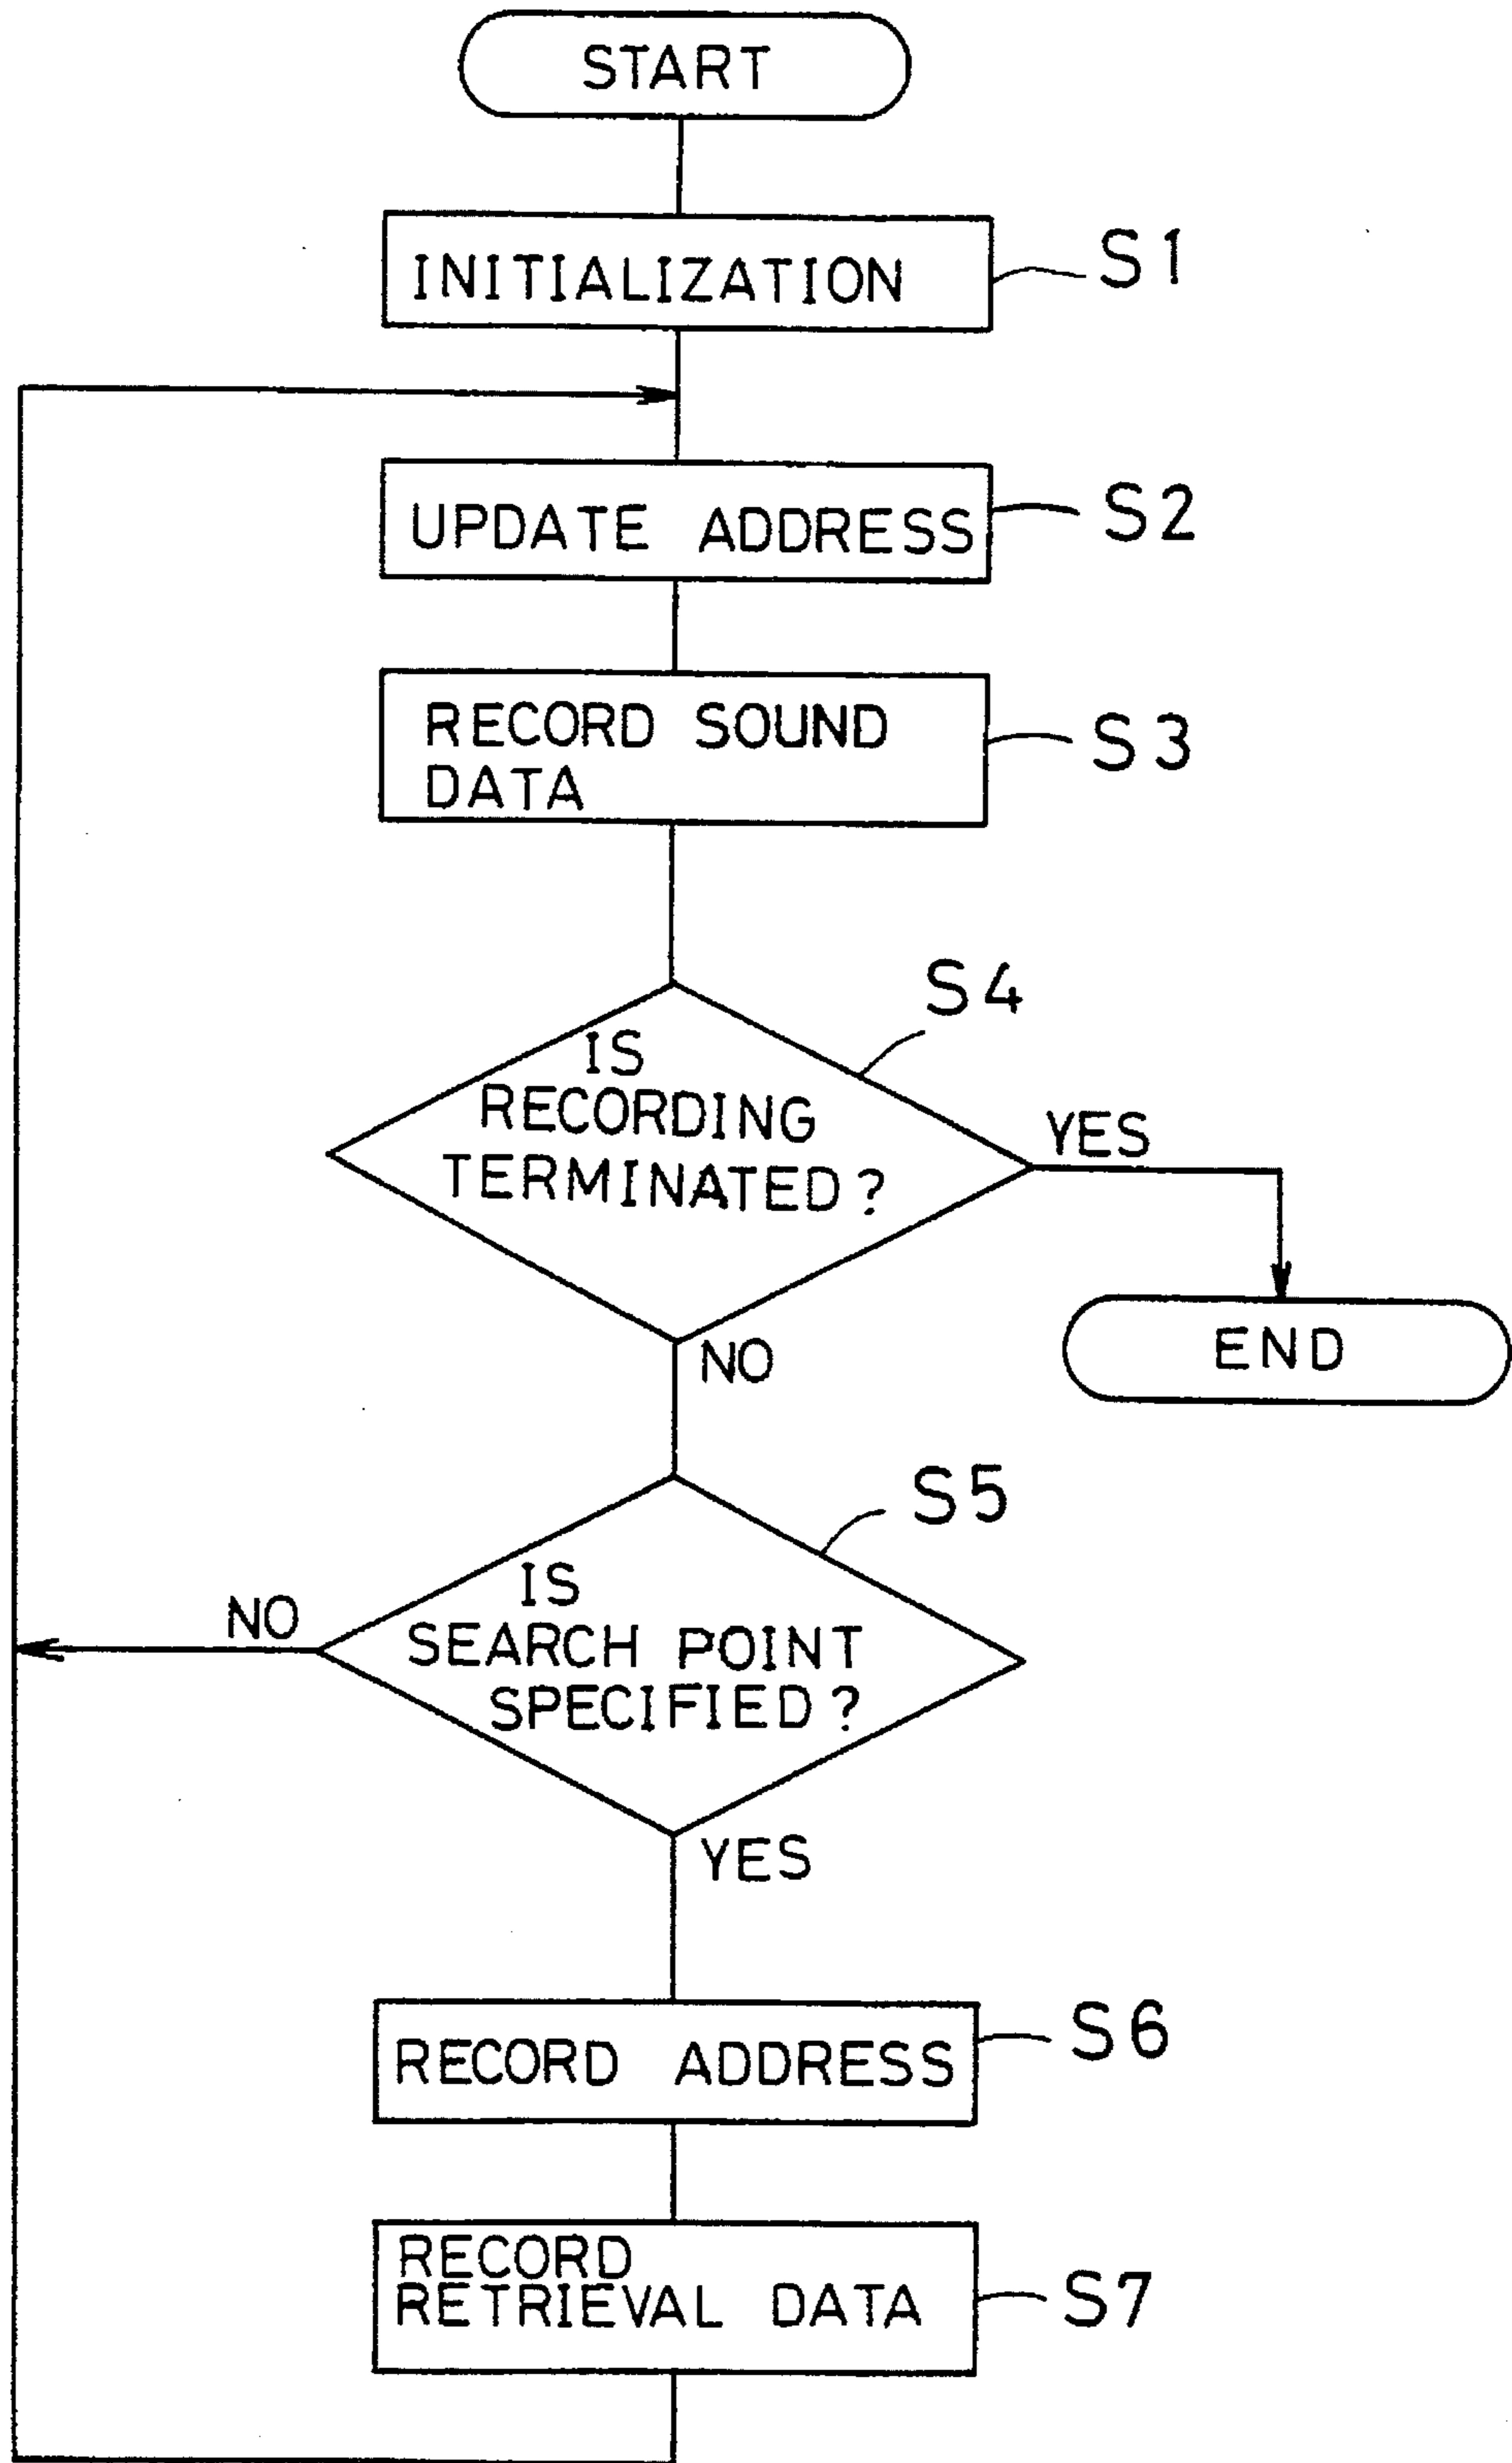 START
INITIALIZATION
S1
UPDATE ADDRESS
S2
RECORD SOUND
DATA
S3
S4
IS
RECORDING
TERMINATED?
YES
END
NO
S5
IS
SEARCH POINT
SPECIFIED?
NO
YES
RECORD ADDRESS
S6
RECORD
RETRIEVAL DATA
S7